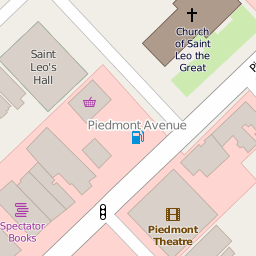 Church
of Saint
Leo the
Great
Saint
Leo's
Hall
Piedmont Avenue
Spectator
Books
Piedmont
Theatre